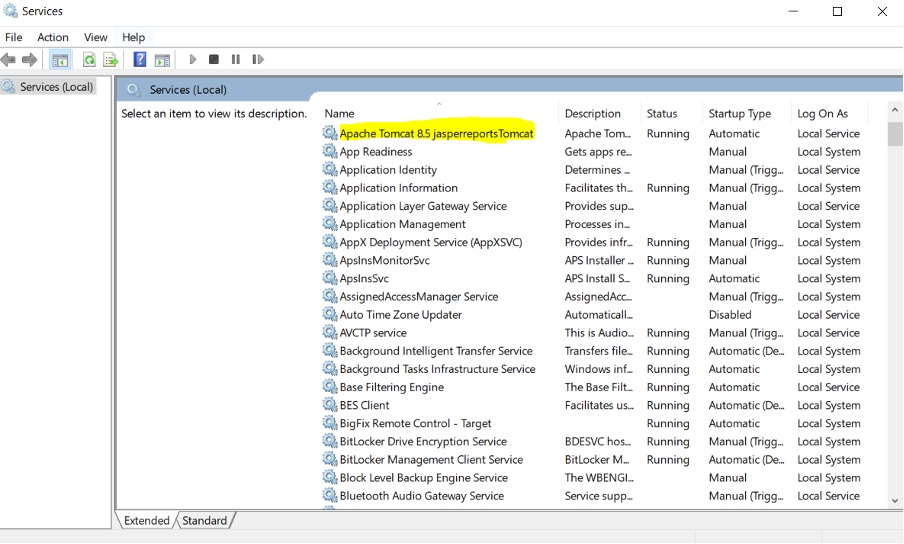 Services
File Action View Help
Services (Local)
Services (Local)
Select an item to view its description.
Name Description Status Startup Type Log On As
Apache Tomcat 8.5 jasperreportsTomcat Apache Tom... Running Automatic Local Service
App Readiness Gets apps re... Manual Local System
Application Identity Determines ... Manual (Trigg... Local Service
Application Information Facilitates th... Running Manual (Trigg... Local System
Application Layer Gateway Service Provides sup... Manual Local Service
Application Management Processes in... Manual Local System
AppX Deployment Service (AppXSVC) Provides infr... Running Manual (Trigg... Local System
ApsInsMonitorSvc APS Installer ... Running Manual Local System
ApsInsSvc APS Install S... Running Automatic Local System
AssignedAccessManager Service AssignedAcc... Manual (Trigg... Local System
Auto Time Zone Updater Automaticall... Disabled Local Service
AVCTP service This is Audio... Running Manual (Trigg... Local Service
Background Intelligent Transfer Service Transfers file... Running Automatic (De... Local System
Background Tasks Infrastructure Service Windows inf... Running Automatic Local System
Base Filtering Engine The Base Filt... Running Automatic Local Service
BES Client Facilitates us... Running Automatic (De... Local System
BigFix Remote Control - Target Running Automatic Local System
BitLocker Drive Encryption Service BDESVC hos... Running Manual (Trigg... Local System
BitLocker Management Client Service BitLocker M... Running Automatic (De... Local System
Block Level Backup Engine Service The WBENGI... Manual Local System
Bluetooth Audio Gateway Service Service supp... Manual (Trigg... Local Service
Extended Standard